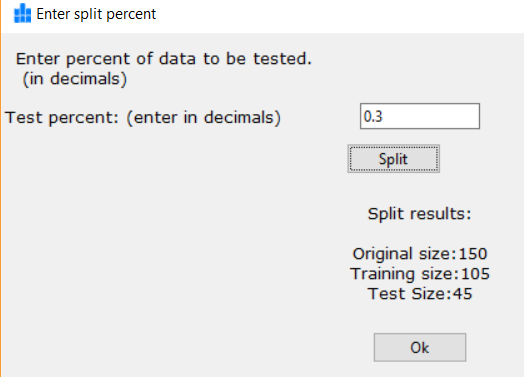 Enter split percent
Enter percent of data to be tested.
(in decimals)
Test percent: (enter in decimals)
0.3
Split
Split results:
Original size:150
Training size:105
Test Size:45
Ok